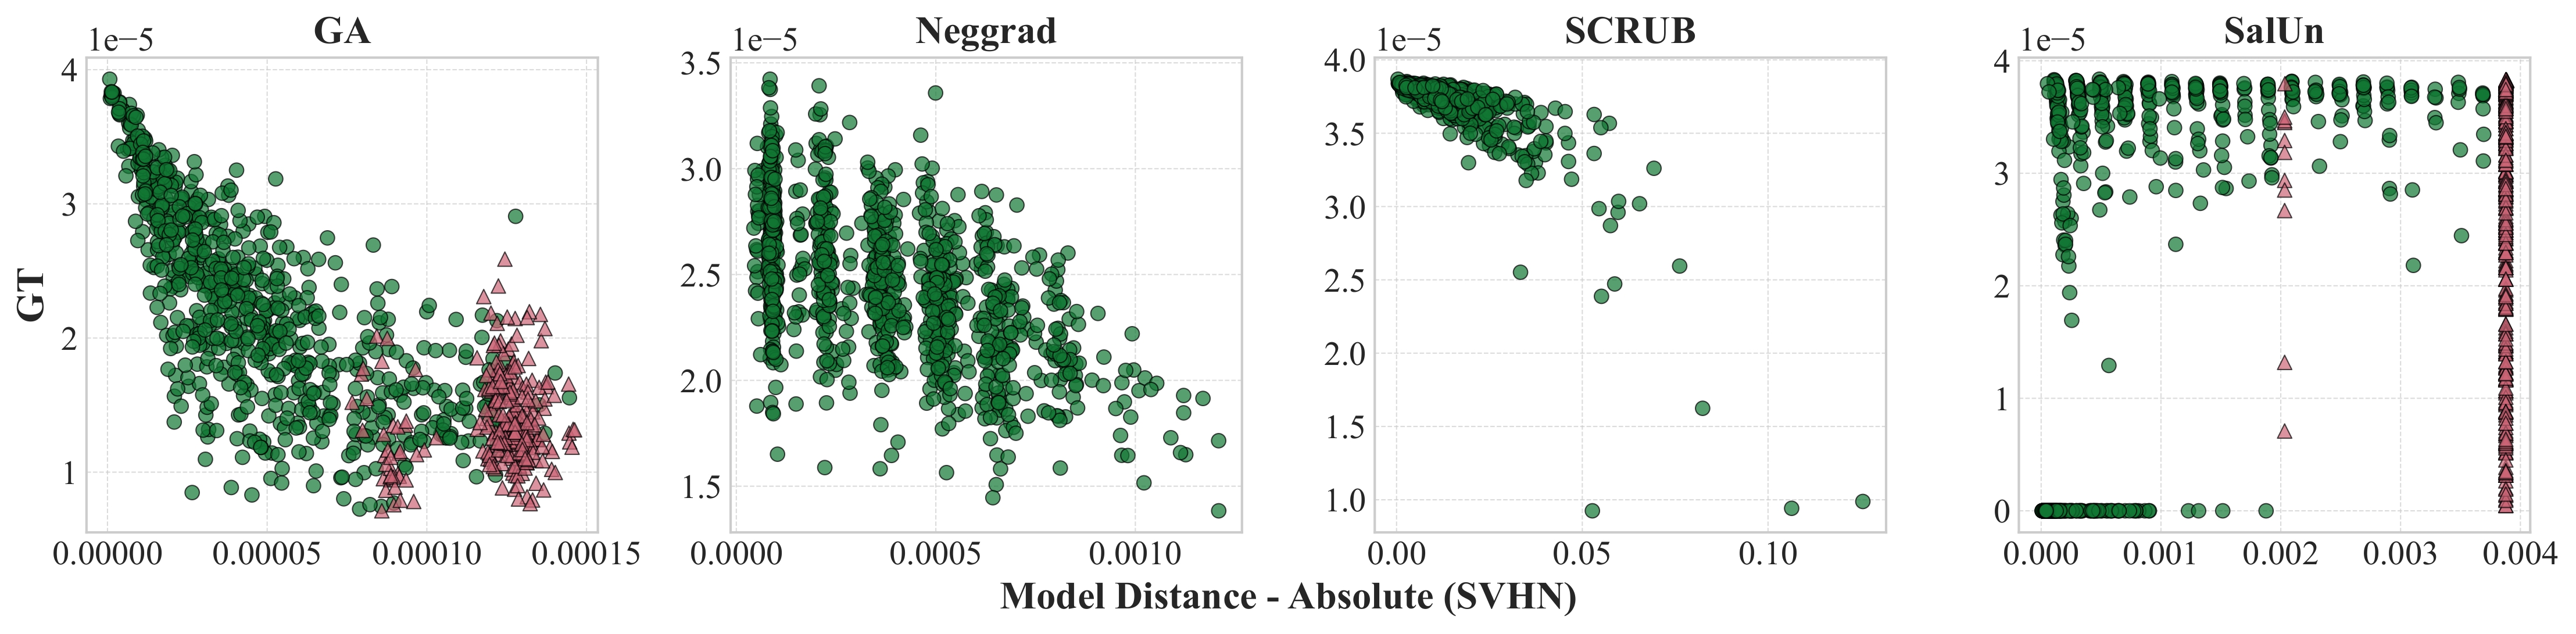 GA Neggrad SCRUB SalUn
1e−5 1e−5 1e−5 1e−5
4 3 2 1
3.5 3.0 2.5 2.0 1.5
4.0 3.5 3.0 2.5 2.0 1.5 1.0
4 3 2 1 0
GT
0.00000 0.00005 0.00010 0.00015
0.0000 0.0005 0.0010
0.00 0.05 0.10
0.000 0.001 0.002 0.003 0.004
Model Distance - Absolute (SVHN)